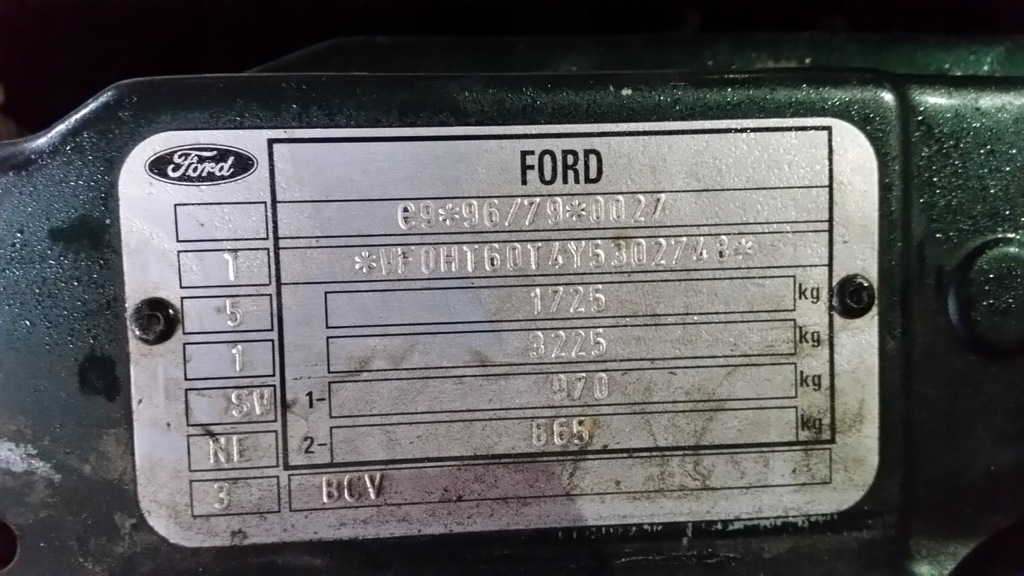 Ford
FORD
e9*96/79*0027
T
*VF0HT60T4Y5302748*
5
1725 kg
1
3225 kg
SV
1- 970 kg
NE
2- 865 kg
3
BCV